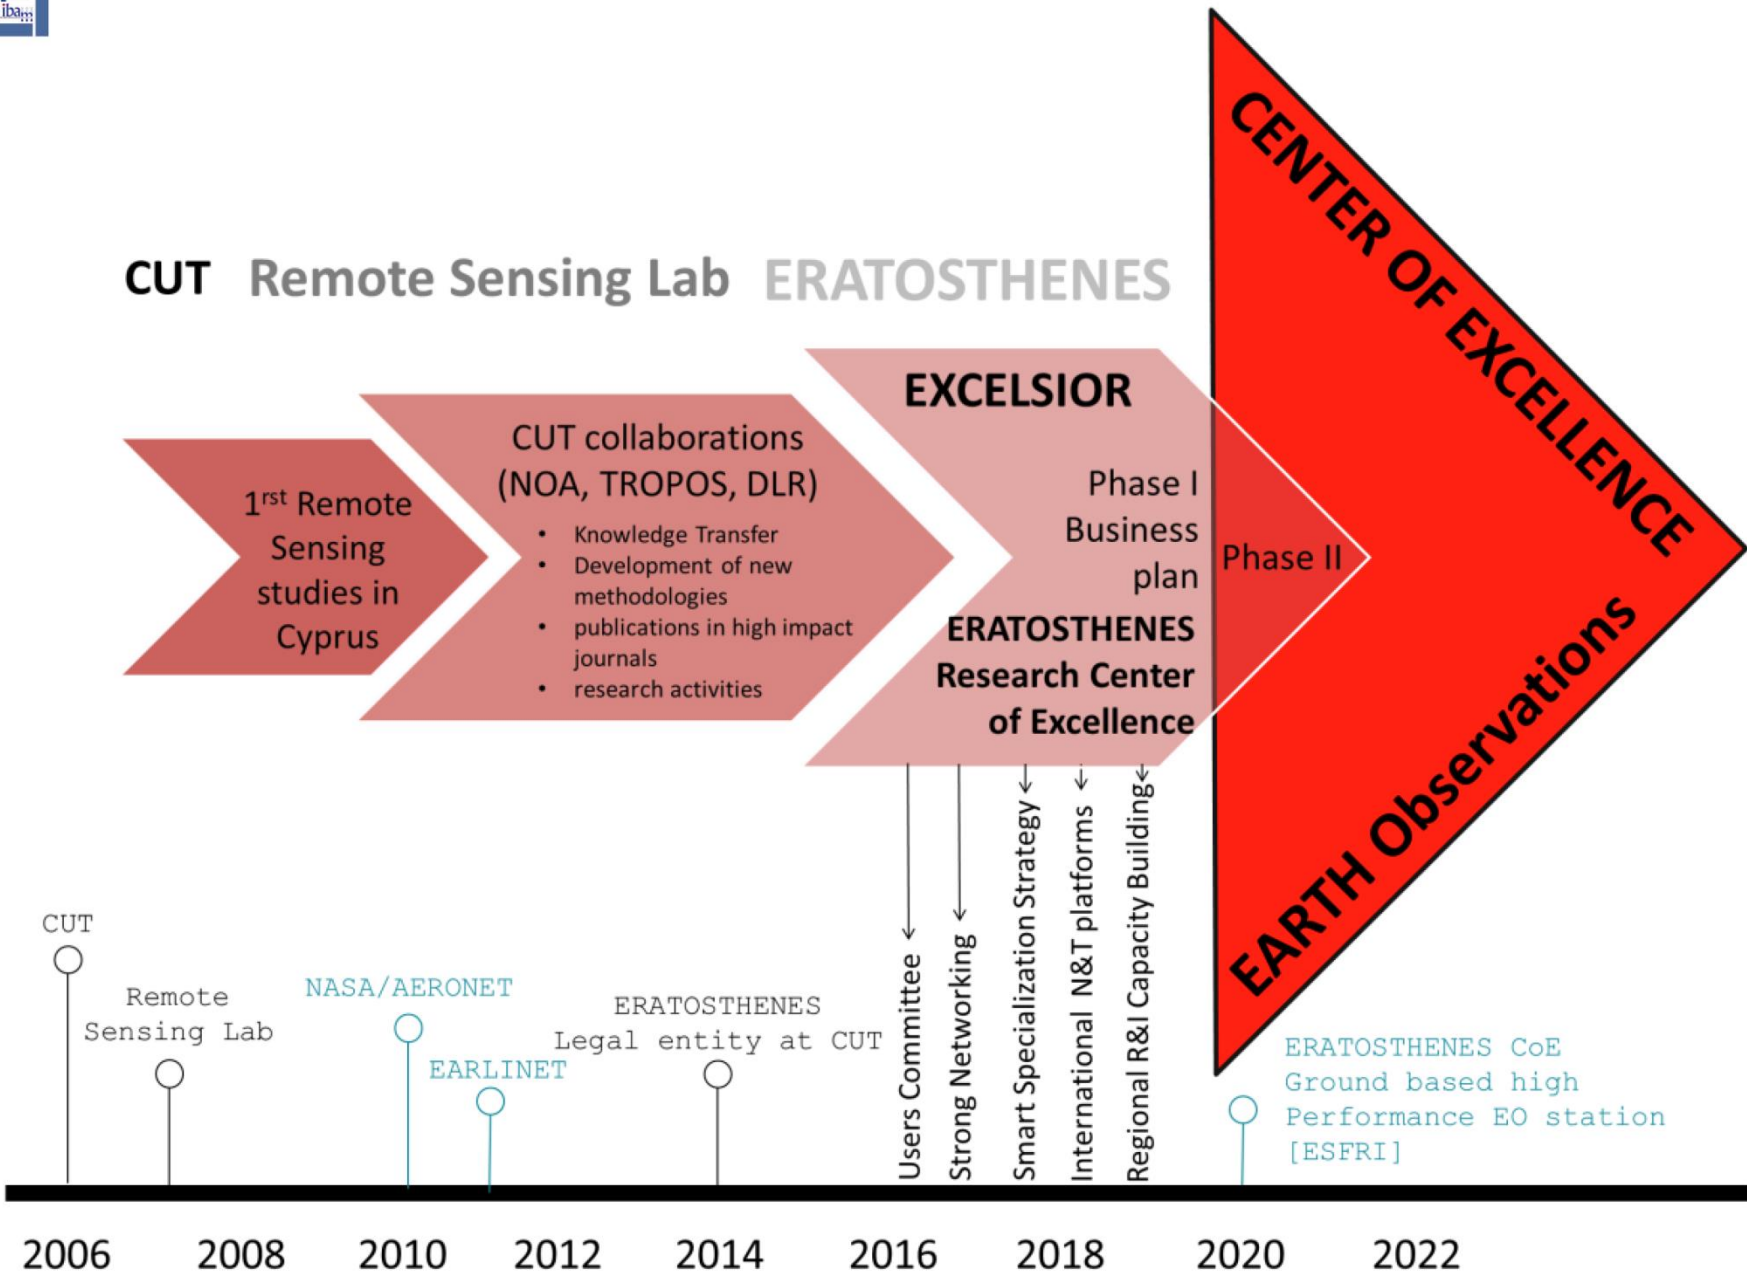 ibam
CENTER OF EXCELLENCE
CUT Remote Sensing Lab ERATOSTHENES
1rst Remote
Sensing
studies in
Cyprus
CUT collaborations
(NOA, TROPOS, DLR)
• Knowledge Transfer
• Development of new
methodologies
• publications in high impact
journals
• research activities
EXCELSIOR
Phase I
Business
plan
ERATOSTHENES
Research Center
of Excellence
Phase II
EARTH Observations
Users Committee
Strong Networking
Smart Specialization Strategy
International N&T platforms
Regional R&I Capacity Building
CUT
Remote
Sensing Lab
NASA/AERONET
EARLINET
ERATOSTHENES
Legal entity at CUT
ERATOSTHENES CoE
Ground based high
Performance EO station
[ESFRI]
2006 2008 2010 2012 2014 2016 2018 2020 2022